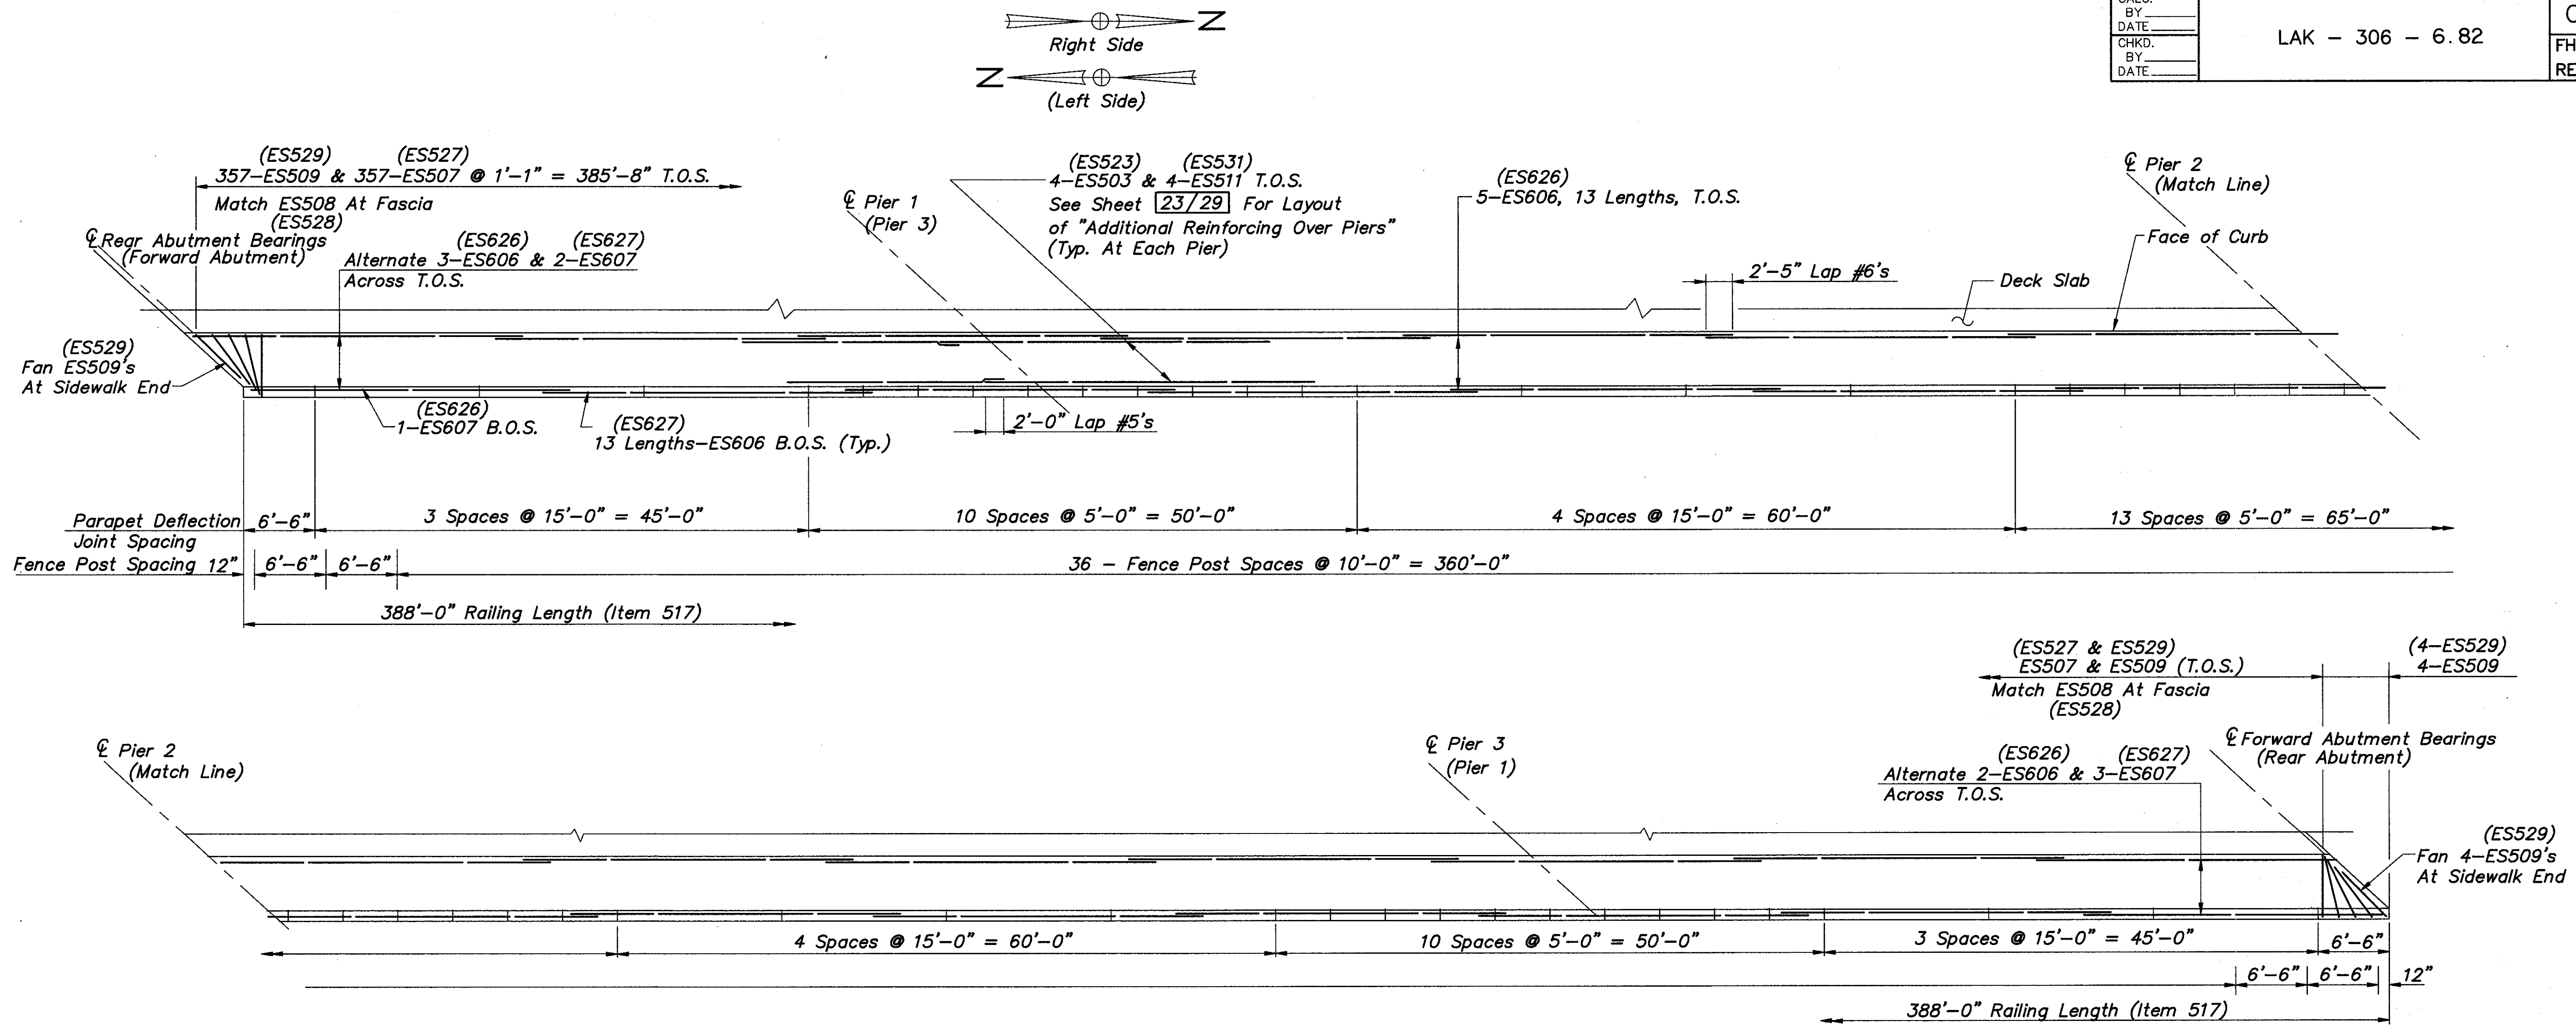 N
Right Side
N
(Left Side)
BY
DATE
CHKD.
BY
DATE
LAK - 306 - 6.82
FH
RE
(ES529) (ES527)
357-ES509 & 357-ES507 @ 1'-1" = 385'-8" T.O.S.
Match ES508 At Fascia
(ES528)
℄ Rear Abutment Bearings
(Forward Abutment)
(ES626) (ES627)
Alternate 3-ES606 & 2-ES607
Across T.O.S.
℄ Pier 1
(Pier 3)
(ES523) (ES531)
4-ES503 & 4-ES511 T.O.S.
See Sheet 23/29 For Layout
of "Additional Reinforcing Over Piers"
(Typ. At Each Pier)
(ES626)
5-ES606, 13 Lengths, T.O.S.
℄ Pier 2
(Match Line)
Face of Curb
2'-5" Lap #6's
Deck Slab
(ES529)
Fan ES509's
At Sidewalk End
(ES626)
1-ES607 B.O.S.
(ES627)
13 Lengths-ES606 B.O.S. (Typ.)
2'-0" Lap #5's
Parapet Deflection
Joint Spacing
6'-6"
3 Spaces @ 15'-0" = 45'-0"
10 Spaces @ 5'-0" = 50'-0"
4 Spaces @ 15'-0" = 60'-0"
13 Spaces @ 5'-0" = 65'-0"
Fence Post Spacing 12"
6'-6"
6'-6"
36 - Fence Post Spaces @ 10'-0" = 360'-0"
388'-0" Railing Length (Item 517)
(ES527 & ES529)
ES507 & ES509 (T.O.S.)
Match ES508 At Fascia
(ES528)
(4-ES529)
4-ES509
℄ Pier 2
(Match Line)
℄ Pier 3
(Pier 1)
(ES626) (ES627)
Alternate 2-ES606 & 3-ES607
Across T.O.S.
℄ Forward Abutment Bearings
(Rear Abutment)
(ES529)
Fan 4-ES509's
At Sidewalk End
4 Spaces @ 15'-0" = 60'-0"
10 Spaces @ 5'-0" = 50'-0"
3 Spaces @ 15'-0" = 45'-0"
6'-6"
6'-6"
6'-6"
12"
388'-0" Railing Length (Item 517)